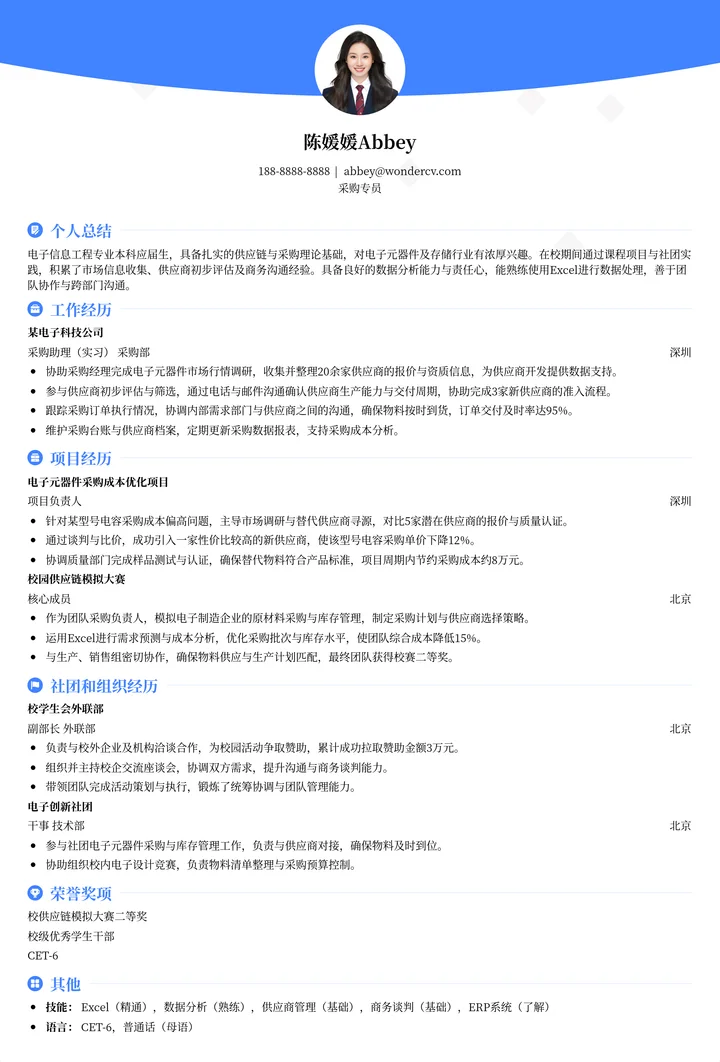 陈媛媛Abbey
188-8888-8888 | abbey@wondercv.com
采购专员
个人总结
电子信息工程专业本科应届生，具备扎实的供应链与采购理论基础，对电子元器件及存储行业有浓厚兴趣。在校期间通过课程项目与社团实
践，积累了市场信息收集、供应商初步评估及商务沟通经验。具备良好的数据分析能力与责任心，能熟练使用Excel进行数据处理，善于团
队协作与跨部门沟通。
工作经历
某电子科技公司
采购助理（实习） 采购部 深圳
• 协助采购经理完成电子元器件市场行情调研，收集并整理20余家供应商的报价与资质信息，为供应商开发提供数据支持。
• 参与供应商初步评估与筛选，通过电话与邮件沟通确认供应商生产能力与交付周期，协助完成3家新供应商的准入流程。
• 跟踪采购订单执行情况，协调内部需求部门与供应商之间的沟通，确保物料按时到货，订单交付及时率达95%。
• 维护采购台账与供应商档案，定期更新采购数据报表，支持采购成本分析。
项目经历
电子元器件采购成本优化项目
项目负责人 深圳
• 针对某型号电容采购成本偏高问题，主导市场调研与替代供应商寻源，对比5家潜在供应商的报价与质量认证。
• 通过谈判与比价，成功引入一家性价比较高的新供应商，使该型号电容采购单价下降12%。
• 协调质量部门完成样品测试与认证，确保替代物料符合产品标准，项目周期内节约采购成本约8万元。
校园供应链模拟大赛
核心成员 北京
• 作为团队采购负责人，模拟电子制造企业的原材料采购与库存管理，制定采购计划与供应商选择策略。
• 运用Excel进行需求预测与成本分析，优化采购批次与库存水平，使团队综合成本降低15%。
• 与生产、销售组密切协作，确保物料供应与生产计划匹配，最终团队获得校赛二等奖。
社团和组织经历
校学生会外联部
副部长 外联部 北京
• 负责与校外企业及机构洽谈合作，为校园活动争取赞助，累计成功拉取赞助金额3万元。
• 组织并主持校企交流座谈会，协调双方需求，提升沟通与商务谈判能力。
• 带领团队完成活动策划与执行，锻炼了统筹协调与团队管理能力。
电子创新社团
干事 技术部 北京
• 参与社团电子元器件采购与库存管理工作，负责与供应商对接，确保物料及时到位。
• 协助组织校内电子设计竞赛，负责物料清单整理与采购预算控制。
荣誉奖项
校供应链模拟大赛二等奖
校级优秀学生干部
CET-6
其他
• 技能： Excel（精通），数据分析（熟练），供应商管理（基础），商务谈判（基础），ERP系统（了解）
• 语言： CET-6，普通话（母语）